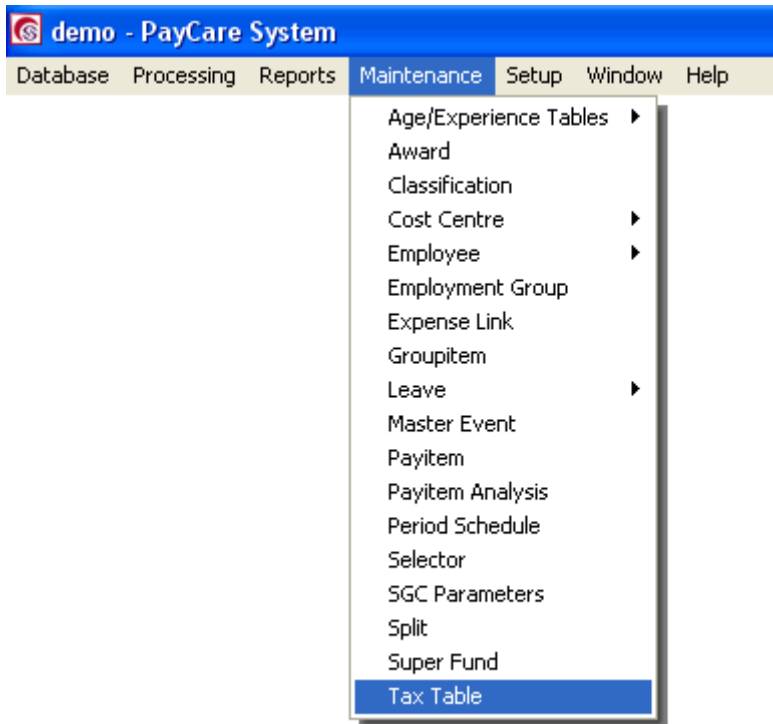 demo - PayCare System
Database Processing Reports Maintenance Setup Window Help
Age/Experience Tables
Award
Classification
Cost Centre
Employee
Employment Group
Expense Link
Groupitem
Leave
Master Event
Payitem
Payitem Analysis
Period Schedule
Selector
SGC Parameters
Split
Super Fund
Tax Table